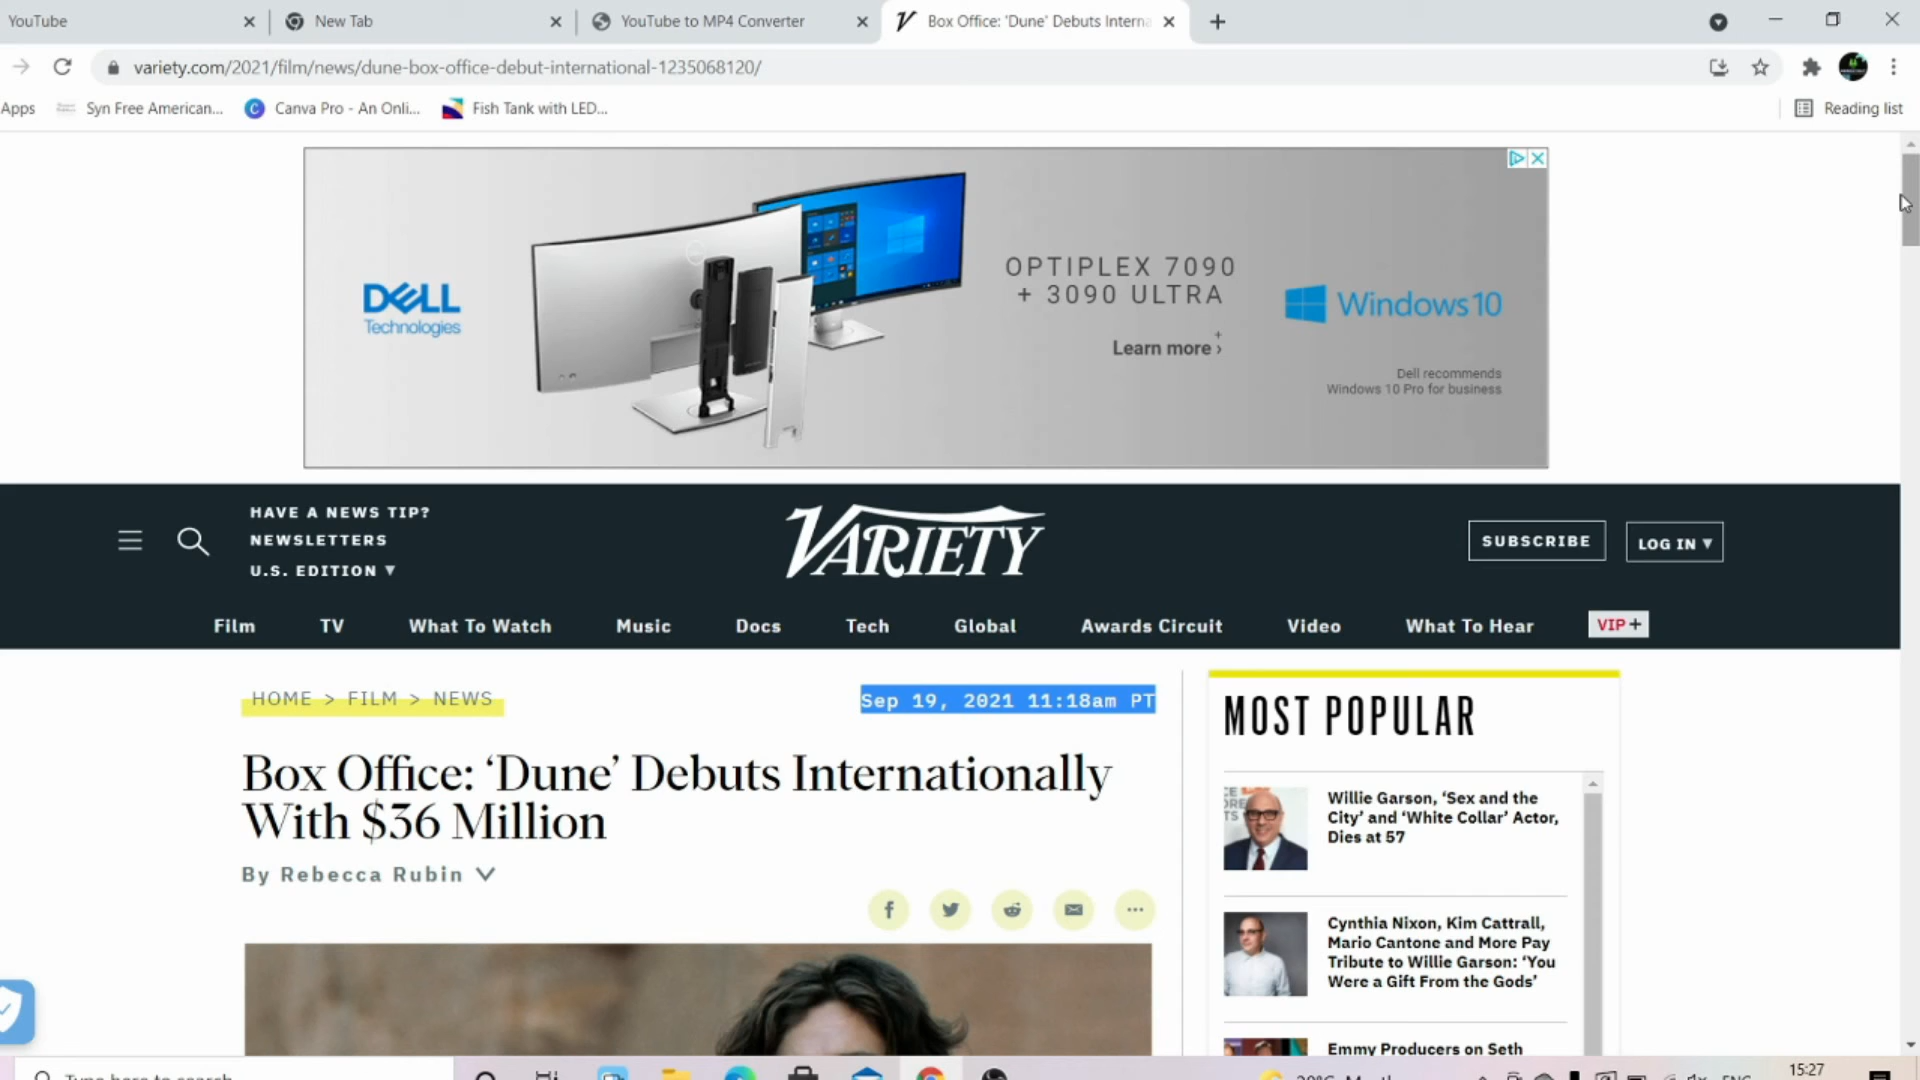 YouTube
New Tab
YouTube to MP4 Converter
Box Office: 'Dune' Debuts Interna
variety.com/2021/film/news/dune-box-office-debut-international-1235068120/
Apps
Syn Free American...
Canva Pro - An Onli...
Fish Tank with LED...
Reading list
DELL
Technologies
OPTIPLEX 7090
+ 3090 ULTRA
Learn more ›
Windows 10
Dell recommends
Windows 10 Pro for business
HAVE A NEWS TIP?
NEWSLETTERS
U.S. EDITION ▼
VARIETY
SUBSCRIBE
LOG IN ▼
Film TV What To Watch Music Docs Tech Global Awards Circuit Video What To Hear VIP+
HOME > FILM > NEWS
Sep 19, 2021 11:18am PT
Box Office: ‘Dune’ Debuts Internationally
With $36 Million
By Rebecca Rubin
MOST POPULAR
Willie Garson, ‘Sex and the
City’ and ‘White Collar’ Actor,
Dies at 57
Cynthia Nixon, Kim Cattrall,
Mario Cantone and More Pay
Tribute to Willie Garson: ‘You
Were a Gift From the Gods’
Emmy Producers on Seth
Type here to search
15:27